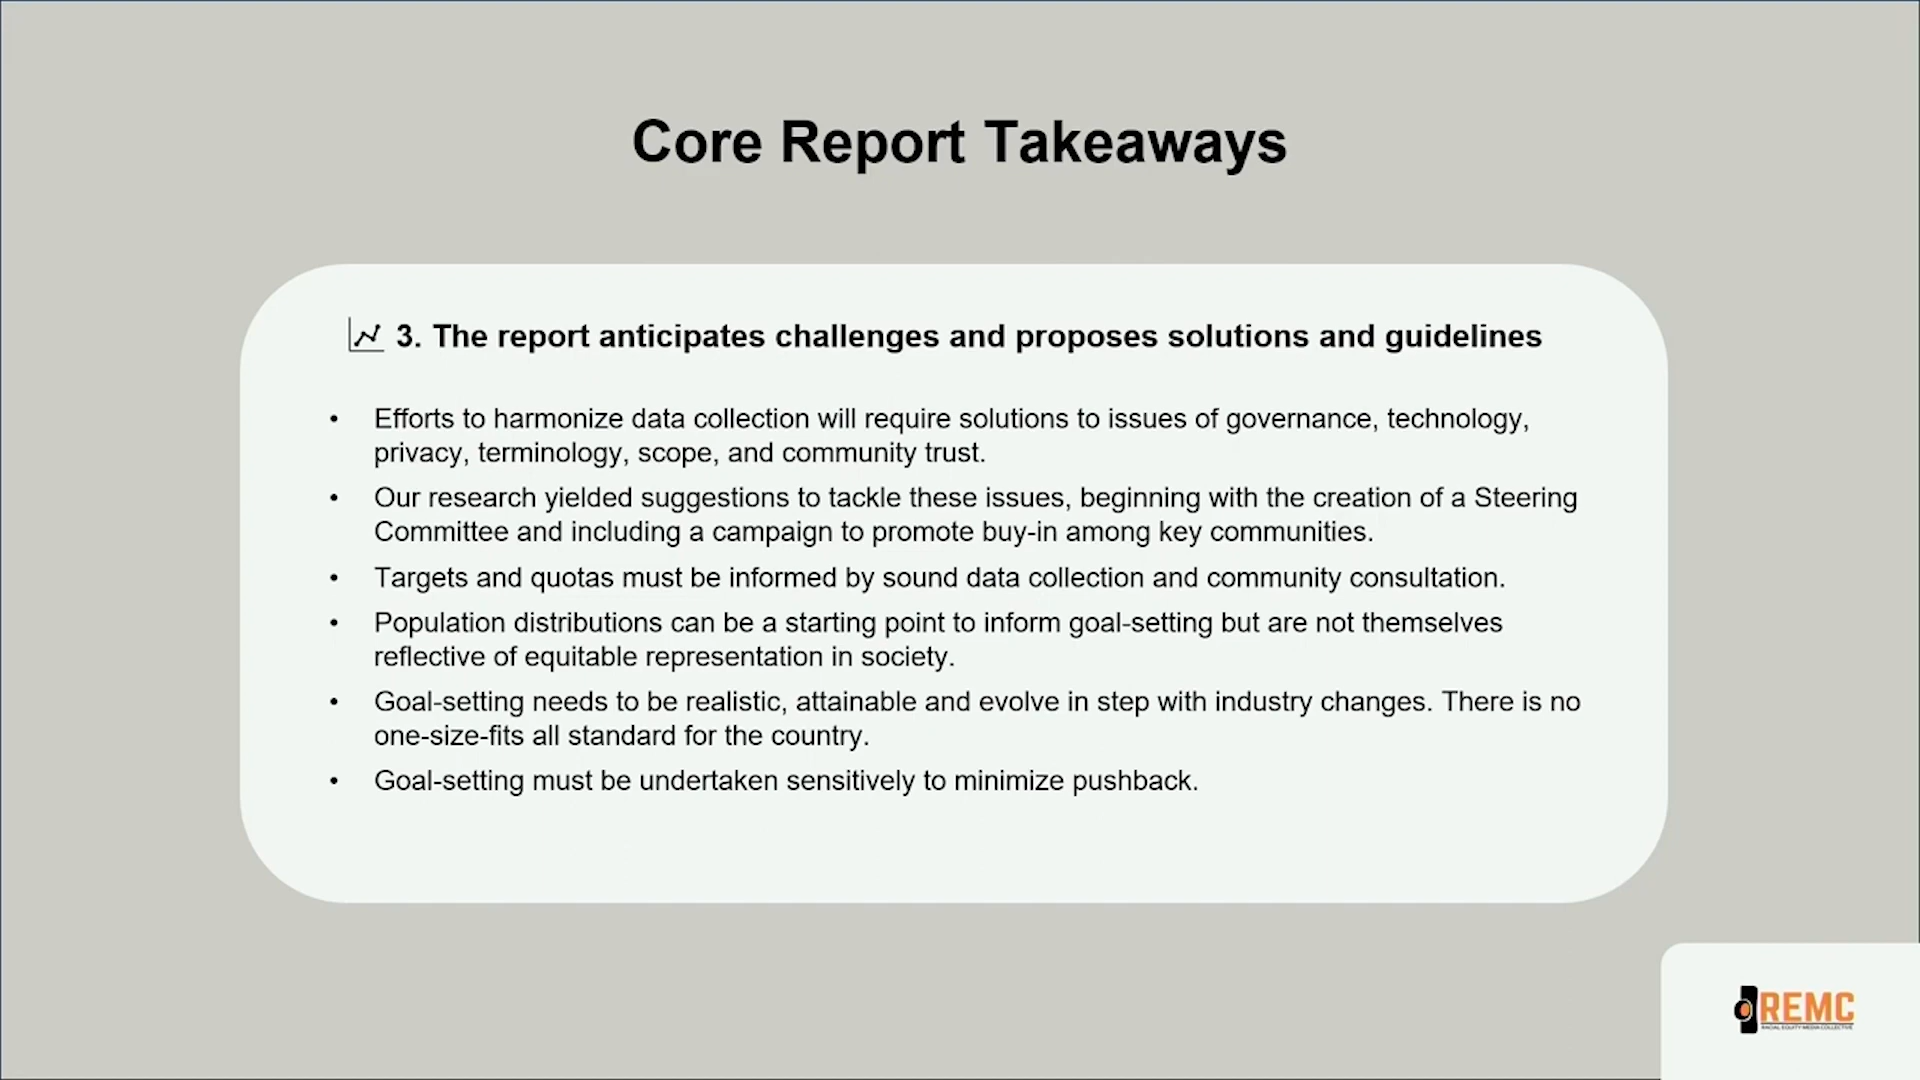 Core Report Takeaways
3. The report anticipates challenges and proposes solutions and guidelines
• Efforts to harmonize data collection will require solutions to issues of governance, technology,
privacy, terminology, scope, and community trust.
• Our research yielded suggestions to tackle these issues, beginning with the creation of a Steering
Committee and including a campaign to promote buy-in among key communities.
• Targets and quotas must be informed by sound data collection and community consultation.
• Population distributions can be a starting point to inform goal-setting but are not themselves
reflective of equitable representation in society.
• Goal-setting needs to be realistic, attainable and evolve in step with industry changes. There is no
one-size-fits all standard for the country.
• Goal-setting must be undertaken sensitively to minimize pushback.
REMC
RACIAL EQUITY MEDIA COLLECTIVE